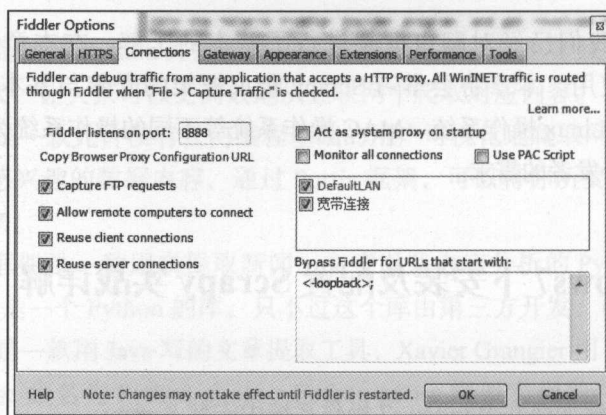 Fiddler Options
General HTTPS Connections Gateway Appearance Extensions Performance Tools
Fiddler can debug traffic from any application that accepts a HTTP Proxy. All WinINET traffic is routed
through Fiddler when "File > Capture Traffic" is checked.
Learn more...
Fiddler listens on port: 8888
Copy Browser Proxy Configuration URL
Capture FTP requests
Allow remote computers to connect
Reuse client connections
Reuse server connections
Act as system proxy on startup
Monitor all connections Use PAC Script
DefaultLAN
宽带连接
Bypass Fiddler for URLs that start with:
<-loopback>;
Help Note: Changes may not take effect until Fiddler is restarted. OK Cancel